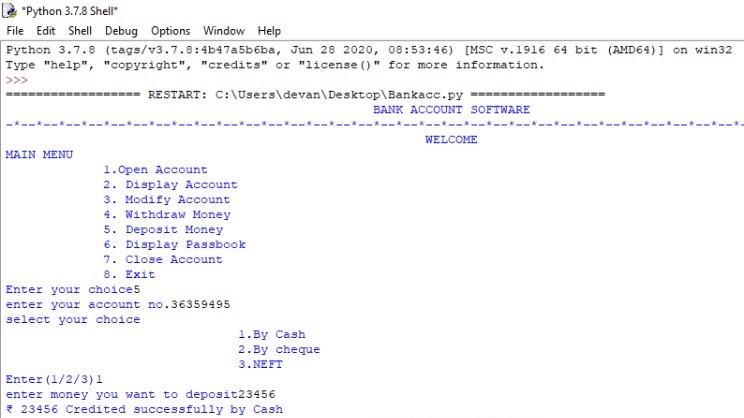 *Python 3.7.8 Shell*
File Edit Shell Debug Options Window Help
Python 3.7.8 (tags/v3.7.8:4b47a5b6ba, Jun 28 2020, 08:53:46) [MSC v.1916 64 bit (AMD64)] on win32
Type "help", "copyright", "credits" or "license()" for more information.
>>>
================== RESTART: C:\Users\devan\Desktop\Bankacc.py ==================
BANK ACCOUNT SOFTWARE
-*--*--*--*--*--*--*--*--*--*--*--*--*--*--*--*--*--*--*--*--*--*--*--*--*--*--*--*--*--*--*--*--*-
WELCOME
MAIN MENU
1.Open Account
2. Display Account
3. Modify Account
4. Withdraw Money
5. Deposit Money
6. Display Passbook
7. Close Account
8. Exit
Enter your choice5
enter your account no.36359495
select your choice
1.By Cash
2.By cheque
3.NEFT
Enter(1/2/3)1
enter money you want to deposit23456
₹ 23456 Credited successfully by Cash